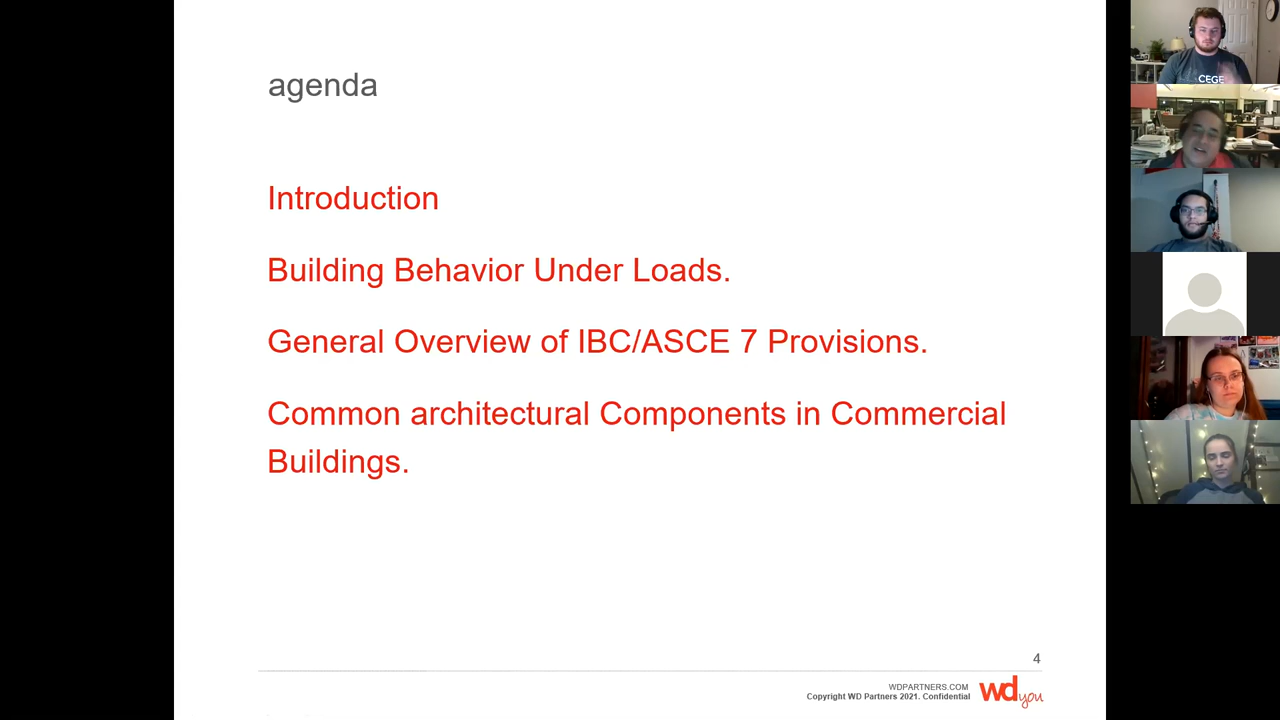 agenda
Introduction
Building Behavior Under Loads.
General Overview of IBC/ASCE 7 Provisions.
Common architectural Components in Commercial
Buildings.
4
WDPARTNERS.COM
Copyright WD Partners 2021. Confidential
wd you
CEGE